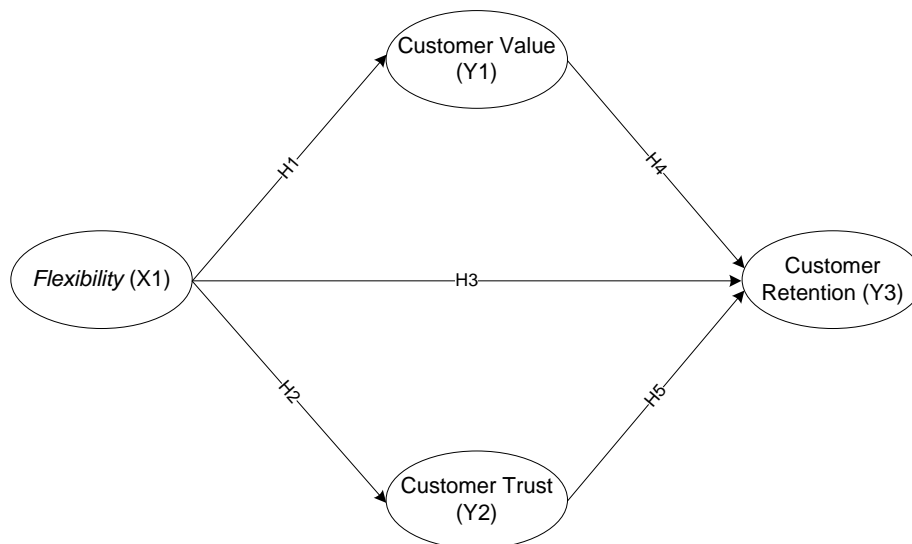 Customer Value
(Y1)
H1
H4
Flexibility (X1)
H3
Customer
Retention (Y3)
H2
H5
Customer Trust
(Y2)